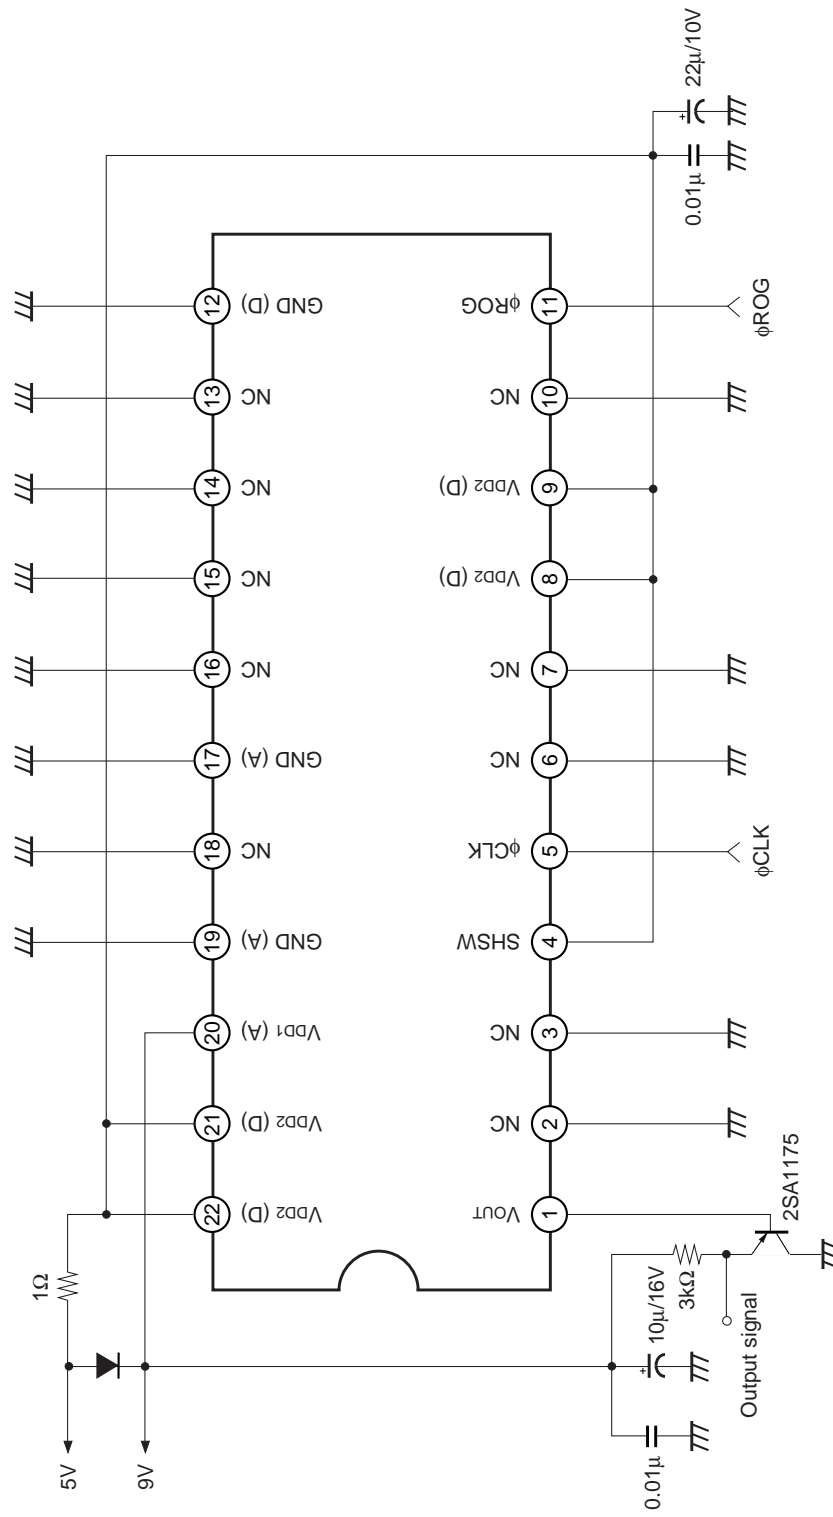 22μ/10V
0.01μ
12
GND (D)
φROG
11
φROG
13
NC
NC
10
14
NC
VDD2 (D)
9
15
NC
VDD2 (D)
8
16
NC
NC
7
17
GND (A)
NC
6
18
NC
φCLK
5
φCLK
19
GND (A)
SHSW
4
20
VDD1 (A)
NC
3
21
VDD2 (D)
NC
2
22
VDD2 (D)
VOUT
1
2SA1175
1Ω
3kΩ
10μ/16V
Output signal
5V
9V
0.01μ
+
+